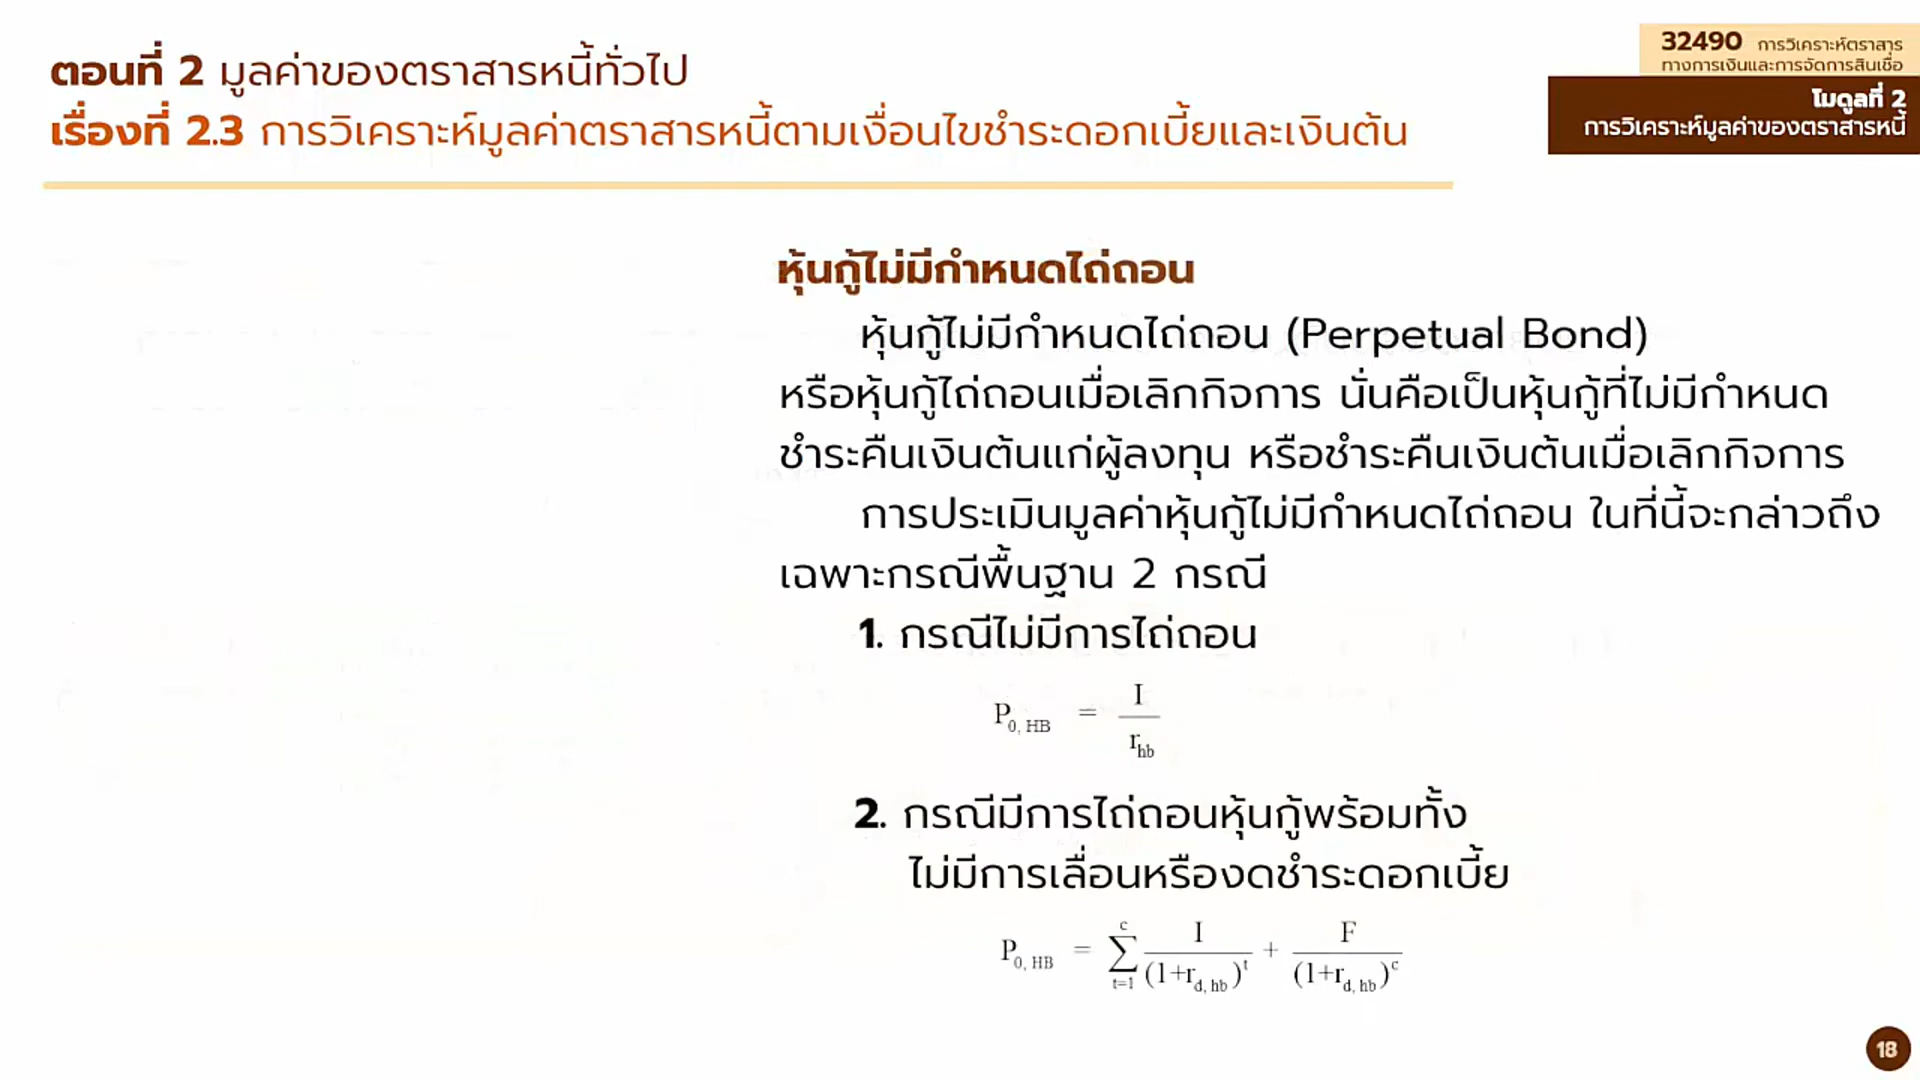 ตอนที่ 2 มูลค่าของตราสารหนี้ทั่วไป
เรื่องที่ 2.3 การวิเคราะห์มูลค่าตราสารหนี้ตามเงื่อนไขชำระดอกเบี้ยและเงินต้น
32490 การวิเคราะห์ตราสาร
ทางการเงินและการจัดการสินเชื่อ
โมดูลที่ 2
การวิเคราะห์มูลค่าของตราสารหนี้
หุ้นกู้ไม่มีกำหนดไถ่ถอน
หุ้นกู้ไม่มีกำหนดไถ่ถอน (Perpetual Bond)
หรือหุ้นกู้ไถ่ถอนเมื่อเลิกกิจการ นั่นคือเป็นหุ้นกู้ที่ไม่มีกำหนด
ชำระคืนเงินต้นแก่ผู้ลงทุน หรือชำระคืนเงินต้นเมื่อเลิกกิจการ
การประเมินมูลค่าหุ้นกู้ไม่มีกำหนดไถ่ถอน ในที่นี้จะกล่าวถึง
เฉพาะกรณีพื้นฐาน 2 กรณี
1. กรณีไม่มีการไถ่ถอน
P0, HB = I / rhb
2. กรณีมีการไถ่ถอนหุ้นกู้พร้อมทั้ง
ไม่มีการเลื่อนหรืองดชำระดอกเบี้ย
P0, HB = c ∑ t=1 I / (1+rd, hb)t + F / (1+rd, hb)c
18